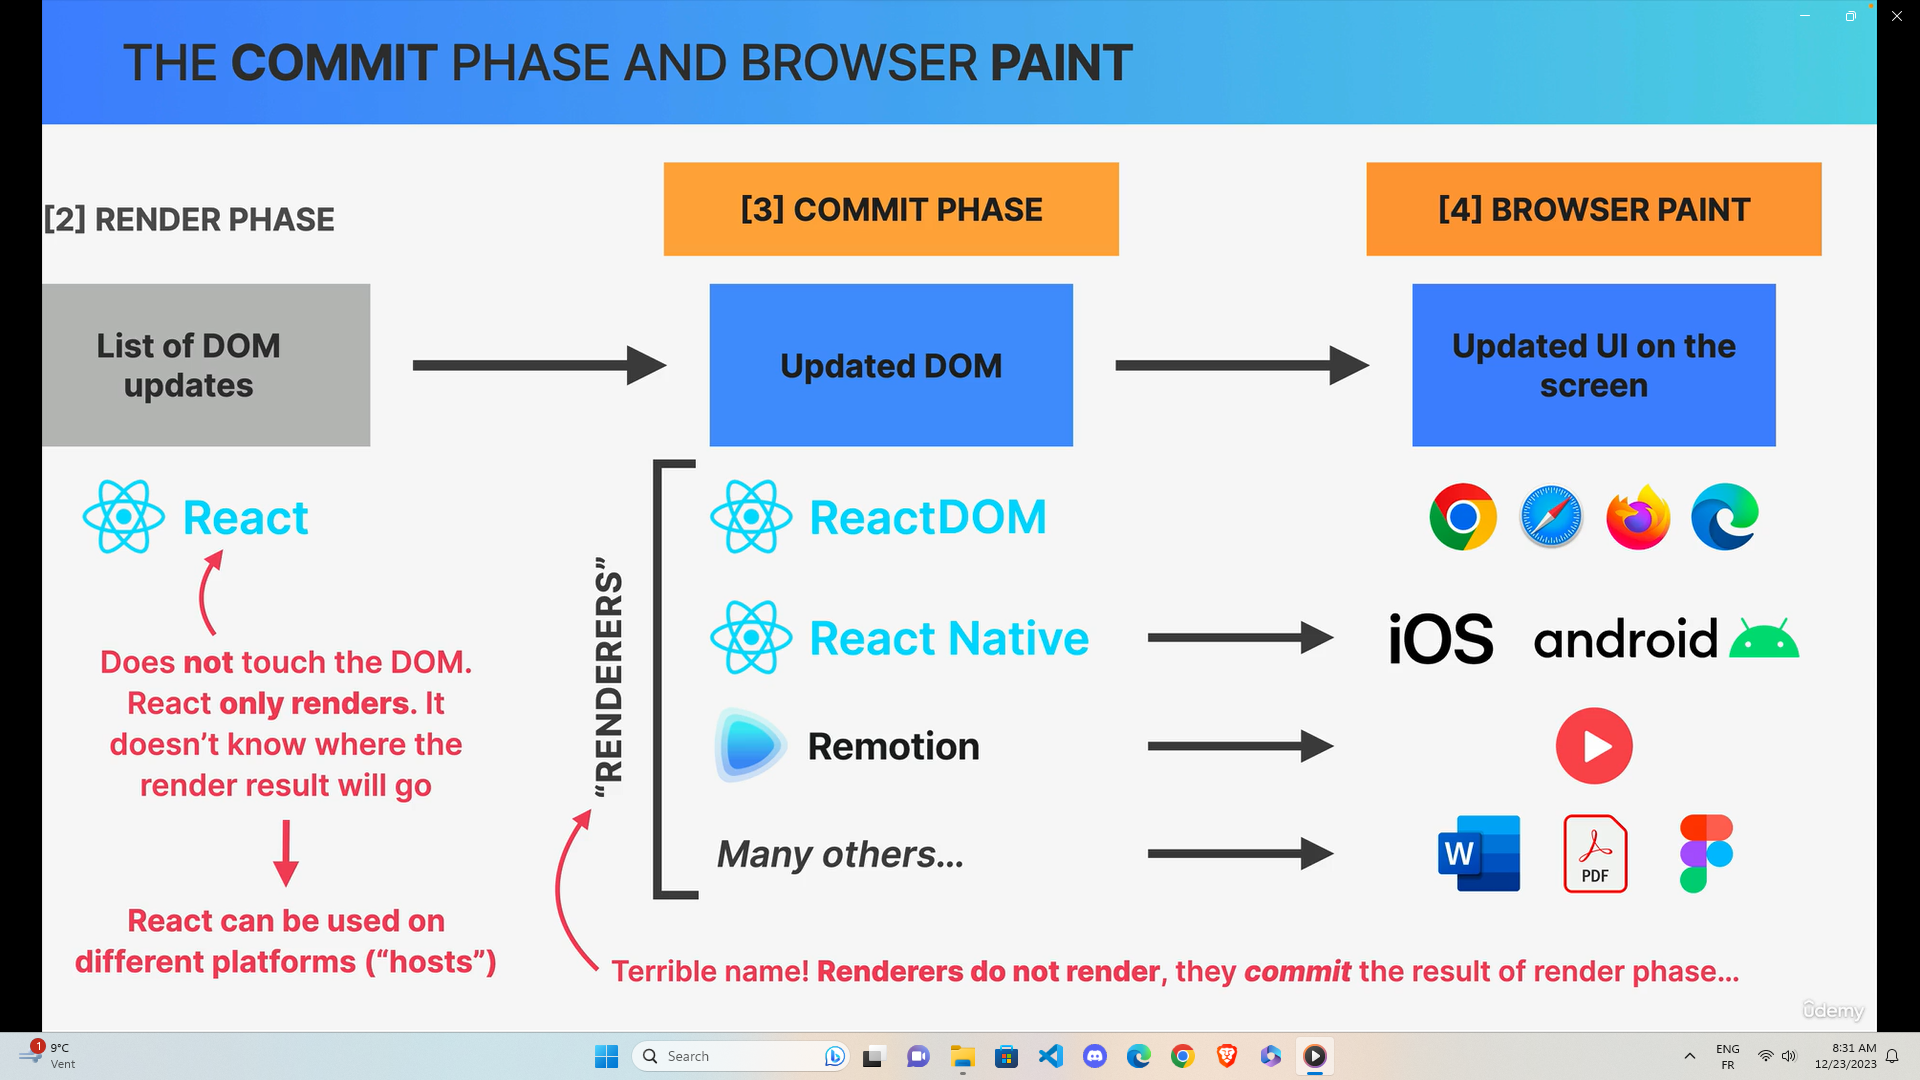 THE COMMIT PHASE AND BROWSER PAINT
[2] RENDER PHASE
[3] COMMIT PHASE
[4] BROWSER PAINT
List of DOM
updates
Updated DOM
Updated UI on the
screen
React
ReactDOM
React Native
iOS
android
Remotion
Many others...
W
PDF
“RENDERERS”
Does not touch the DOM.
React only renders. It
doesn’t know where the
render result will go
React can be used on
different platforms (“hosts”)
Terrible name! Renderers do not render, they commit the result of render phase...
ûdemy
1
9°C
Vent
Search
ENG
FR
8:31 AM
12/23/2023